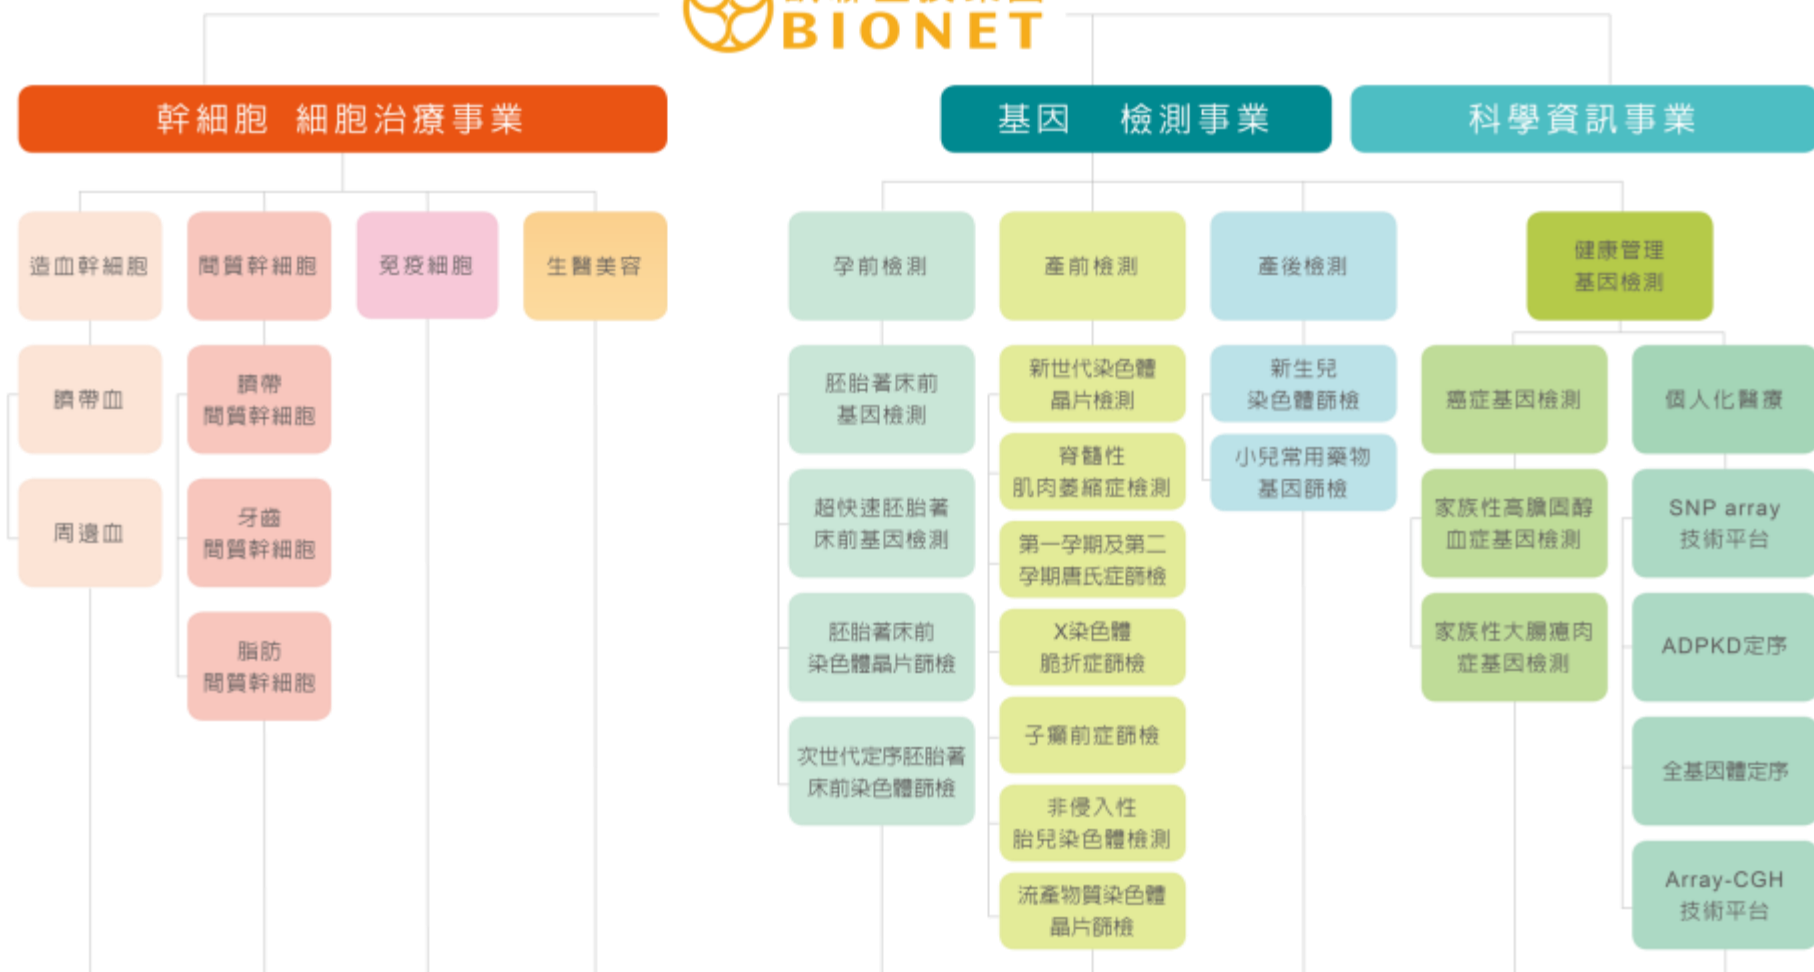 BIONET
幹細胞 細胞治療事業
基因 檢測事業
科學資訊事業
造血幹細胞
間質幹細胞
免疫細胞
生醫美容
孕前檢測
產前檢測
產後檢測
健康管理
基因檢測
臍帶血
周邊血
臍帶
間質幹細胞
牙齒
間質幹細胞
脂肪
間質幹細胞
胚胎著床前
基因檢測
超快速胚胎著
床前基因檢測
胚胎著床前
染色體晶片篩檢
次世代定序胚胎著
床前染色體篩檢
新世代染色體
晶片檢測
脊髓性
肌肉萎縮症檢測
第一孕期及第二
孕期唐氏症篩檢
X染色體
脆折症篩檢
子癇前症篩檢
非侵入性
胎兒染色體檢測
流產物質染色體
晶片篩檢
新生兒
染色體篩檢
小兒常用藥物
基因篩檢
癌症基因檢測
家族性高膽固醇
血症基因檢測
家族性大腸瘜肉
症基因檢測
個人化醫療
SNP array
技術平台
ADPKD定序
全基因體定序
Array-CGH
技術平台